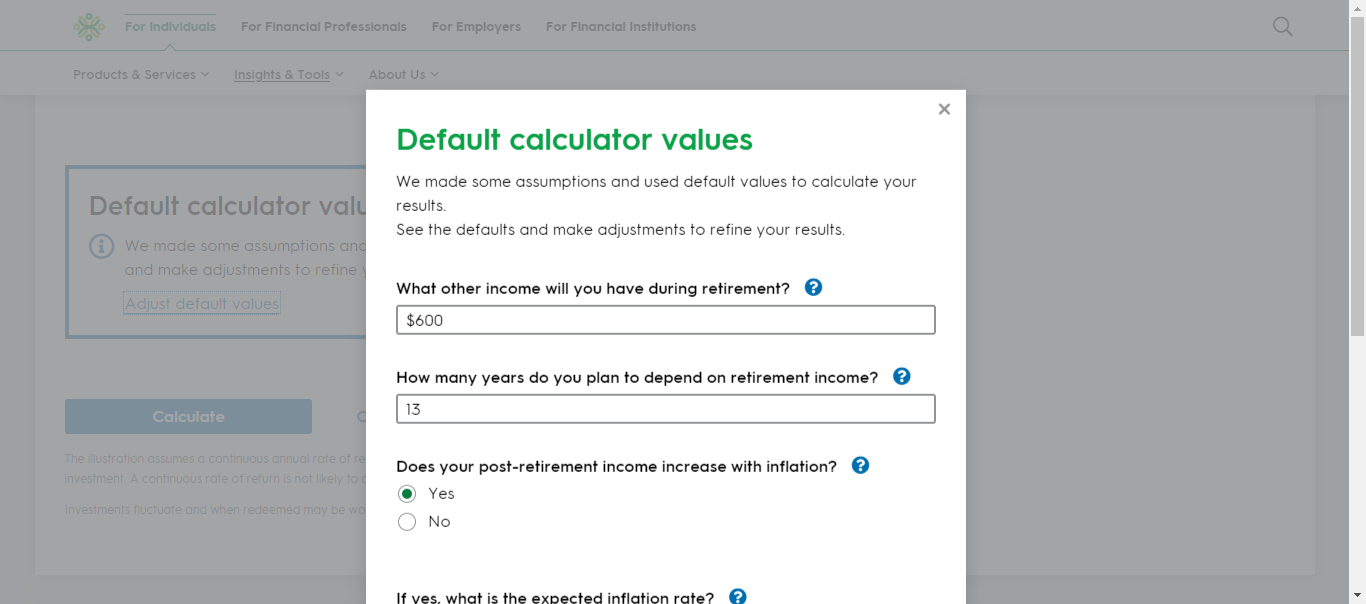 For Individuals For Financial Professionals For Employers For Financial Institutions
Products & Services Insights & Tools About Us
Default calculator values
We made some assumptions and used default values to calculate your
results.
See the defaults and make adjustments to refine your results.
What other income will you have during retirement?
$600
How many years do you plan to depend on retirement income?
13
Does your post-retirement income increase with inflation?
Yes
No
If yes, what is the expected inflation rate?
Default calculator valu
We made some assumptions and
and make adjustments to refine
Adjust default values
Calculate
The illustration assumes a continuous annual rate of re
investment. A continuous rate of return is not likely to
Investments fluctuate and when redeemed may be wo